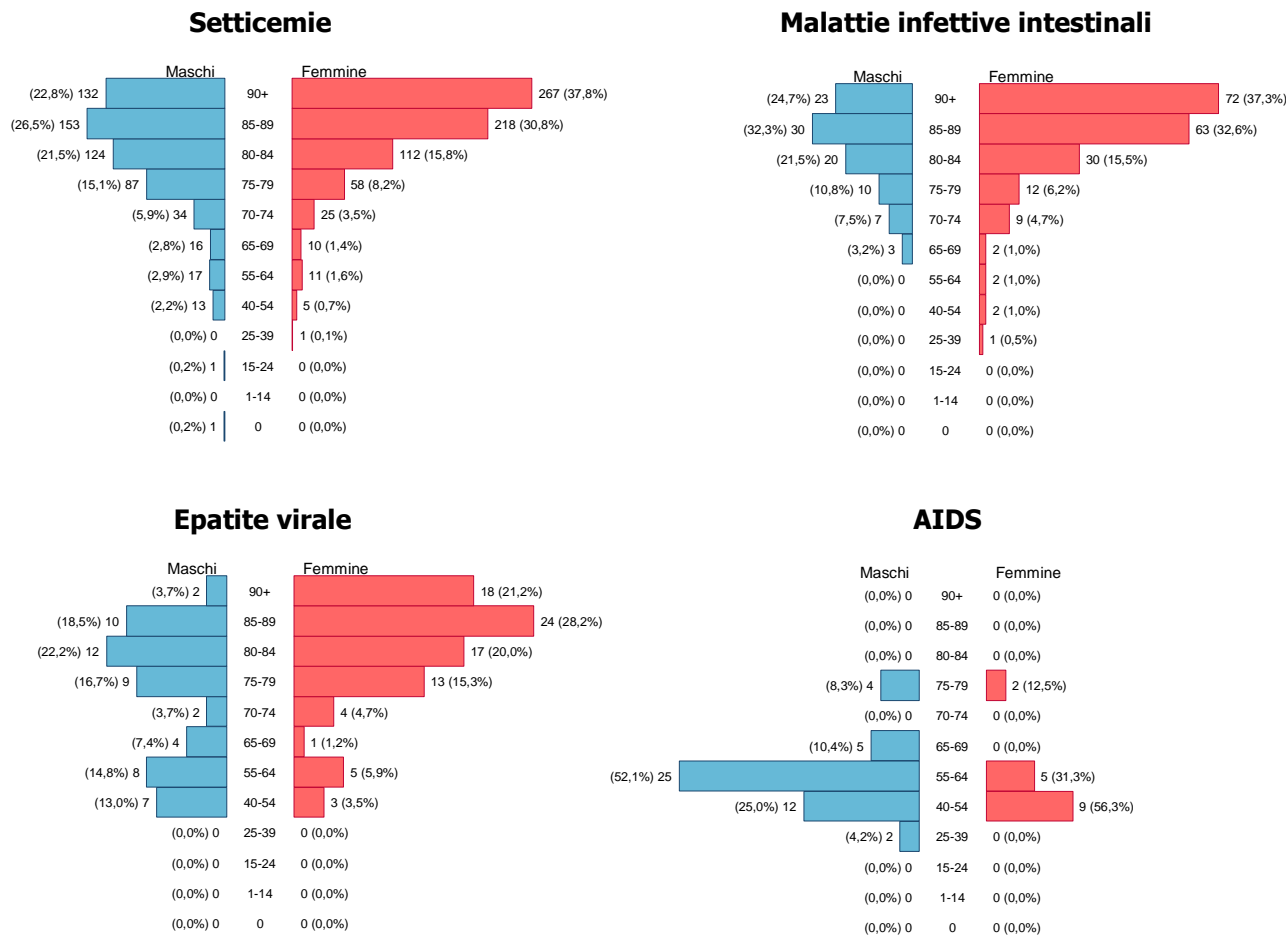 Setticemie
Maschi Femmine
(22,8%) 132 90+ 267 (37,8%)
(26,5%) 153 85-89 218 (30,8%)
(21,5%) 124 80-84 112 (15,8%)
(15,1%) 87 75-79 58 (8,2%)
(5,9%) 34 70-74 25 (3,5%)
(2,8%) 16 65-69 10 (1,4%)
(2,9%) 17 55-64 11 (1,6%)
(2,2%) 13 40-54 5 (0,7%)
(0,0%) 0 25-39 1 (0,1%)
(0,2%) 1 15-24 0 (0,0%)
(0,0%) 0 1-14 0 (0,0%)
(0,2%) 1 0 0 (0,0%)
Malattie infettive intestinali
Maschi Femmine
(24,7%) 23 90+ 72 (37,3%)
(32,3%) 30 85-89 63 (32,6%)
(21,5%) 20 80-84 30 (15,5%)
(10,8%) 10 75-79 12 (6,2%)
(7,5%) 7 70-74 9 (4,7%)
(3,2%) 3 65-69 2 (1,0%)
(0,0%) 0 55-64 2 (1,0%)
(0,0%) 0 40-54 2 (1,0%)
(0,0%) 0 25-39 1 (0,5%)
(0,0%) 0 15-24 0 (0,0%)
(0,0%) 0 1-14 0 (0,0%)
(0,0%) 0 0 0 (0,0%)
Epatite virale
Maschi Femmine
(3,7%) 2 90+ 18 (21,2%)
(18,5%) 10 85-89 24 (28,2%)
(22,2%) 12 80-84 17 (20,0%)
(16,7%) 9 75-79 13 (15,3%)
(3,7%) 2 70-74 4 (4,7%)
(7,4%) 4 65-69 1 (1,2%)
(14,8%) 8 55-64 5 (5,9%)
(13,0%) 7 40-54 3 (3,5%)
(0,0%) 0 25-39 0 (0,0%)
(0,0%) 0 15-24 0 (0,0%)
(0,0%) 0 1-14 0 (0,0%)
(0,0%) 0 0 0 (0,0%)
AIDS
Maschi Femmine
(0,0%) 0 90+ 0 (0,0%)
(0,0%) 0 85-89 0 (0,0%)
(0,0%) 0 80-84 0 (0,0%)
(8,3%) 4 75-79 2 (12,5%)
(0,0%) 0 70-74 0 (0,0%)
(10,4%) 5 65-69 0 (0,0%)
(52,1%) 25 55-64 5 (31,3%)
(25,0%) 12 40-54 9 (56,3%)
(4,2%) 2 25-39 0 (0,0%)
(0,0%) 0 15-24 0 (0,0%)
(0,0%) 0 1-14 0 (0,0%)
(0,0%) 0 0 0 (0,0%)